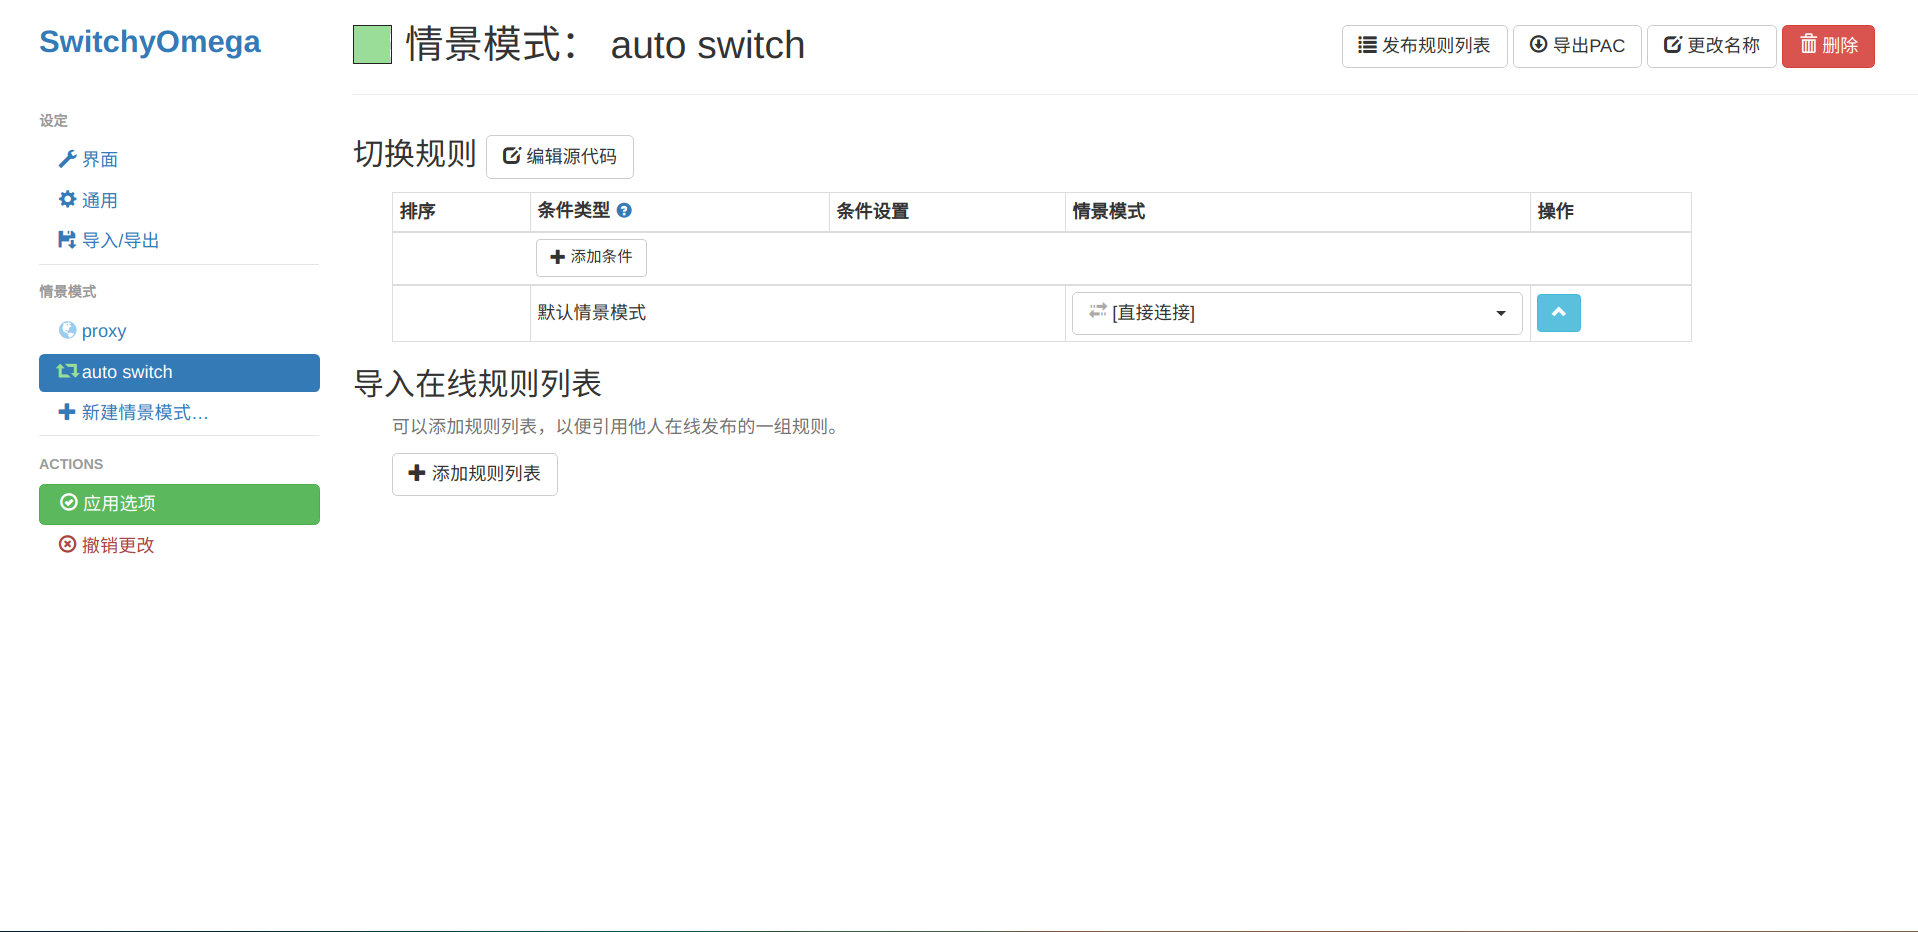 SwitchyOmega
设定
界面
通用
导入/导出
情景模式
proxy
auto switch
新建情景模式…
ACTIONS
应用选项
撤销更改
情景模式： auto switch
发布规则列表 导出PAC 更改名称 删除
切换规则 编辑源代码
排序 条件类型 条件设置 情景模式 操作
添加条件
默认情景模式 [直接连接]
导入在线规则列表
可以添加规则列表，以便引用他人在线发布的一组规则。
添加规则列表